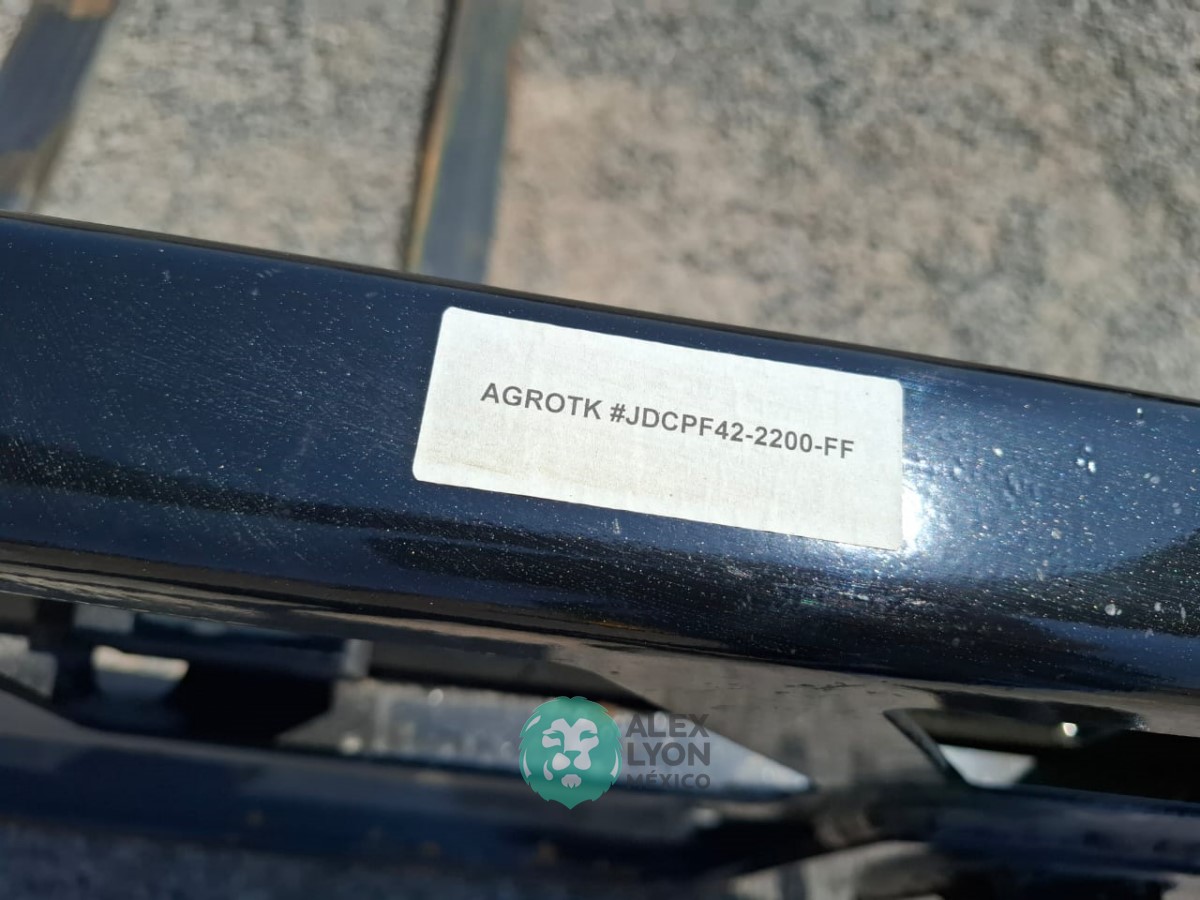 AGROTK #JDCPF42-2200-FF
ALEX
LYON
MÉXICO